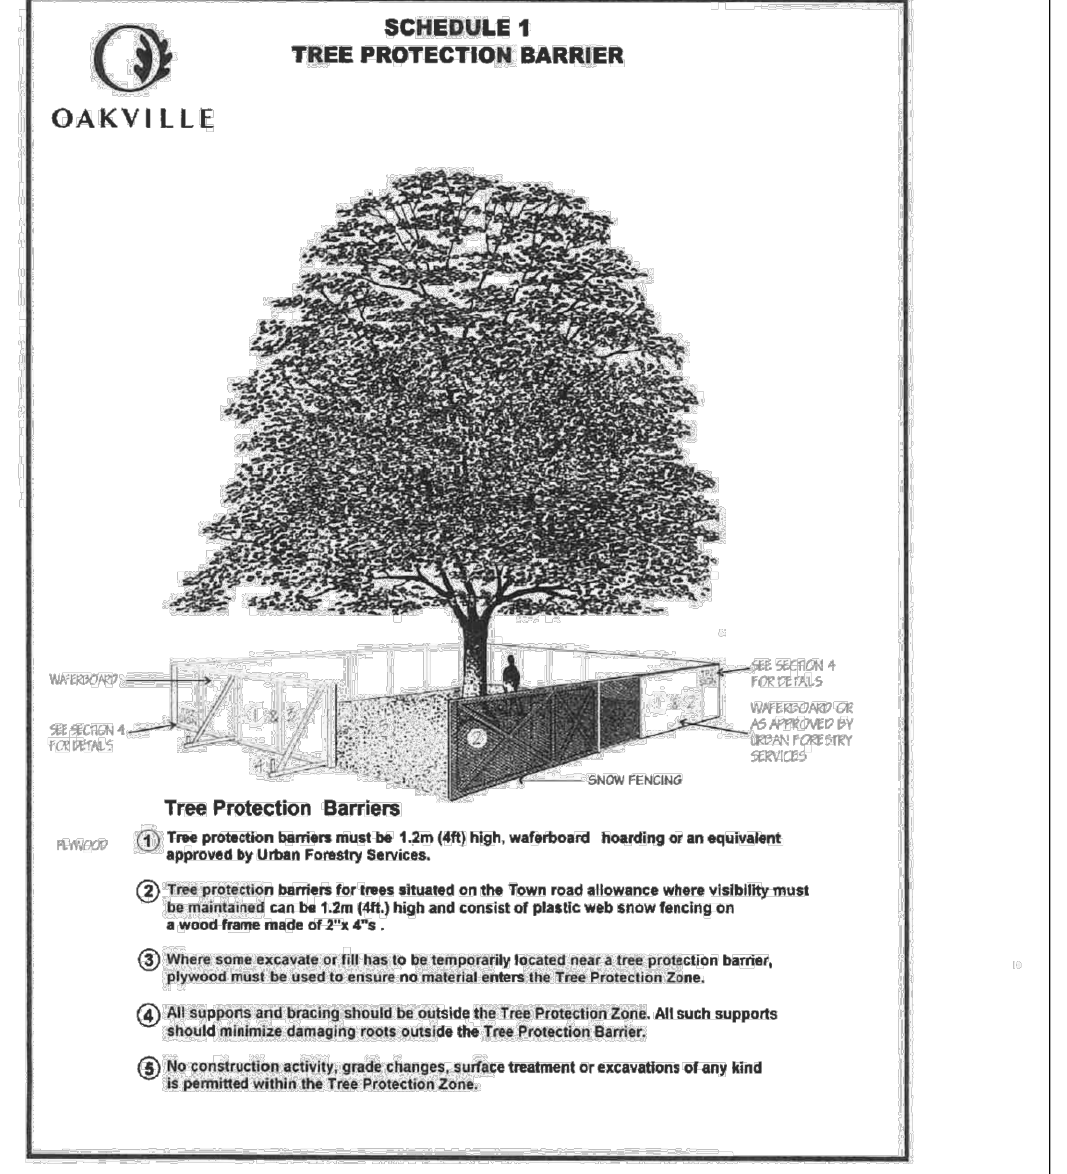 SCHEDULE 1
TREE PROTECTION BARRIER
OAKVILLE
WAFERBOARD
SEE SECTION 4
FOR DETAILS
SEE SECTION 4
FOR DETAILS
WAFERBOARD OR
AS APPROVED BY
URBAN FORESTRY
SERVICES
1 & 3
4
2
SNOW FENCING
Tree Protection Barriers
PLYWOOD
1 Tree protection barriers must be 1.2m (4ft) high, waferboard hoarding or an equivalent
approved by Urban Forestry Services.
2 Tree protection barriers for trees situated on the Town road allowance where visibility must
be maintained can be 1.2m (4ft.) high and consist of plastic web snow fencing on
a wood frame made of 2"x 4"s .
3 Where some excavate or fill has to be temporarily located near a tree protection barrier,
plywood must be used to ensure no material enters the Tree Protection Zone.
4 All supports and bracing should be outside the Tree Protection Zone. All such supports
should minimize damaging roots outside the Tree Protection Barrier.
5 No construction activity, grade changes, surface treatment or excavations of any kind
is permitted within the Tree Protection Zone.